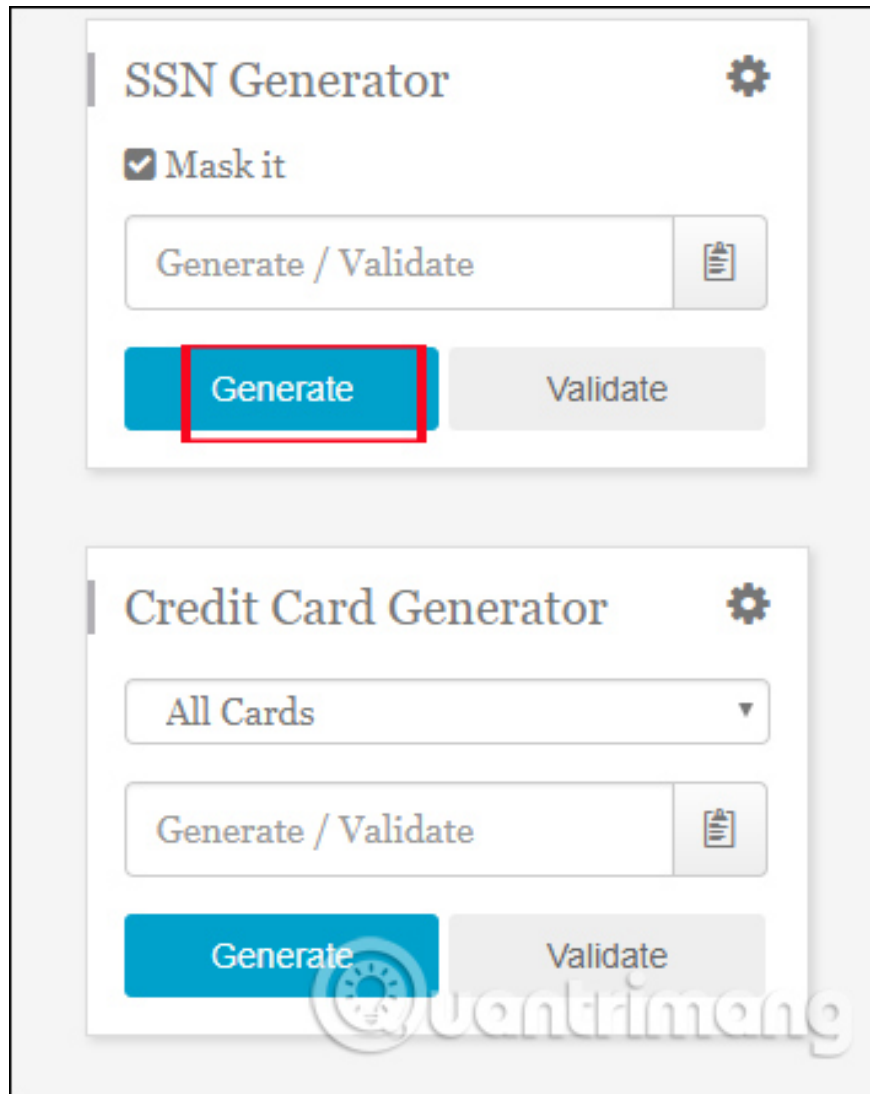 SSN Generator
Mask it
Generate / Validate
Generate
Validate
Credit Card Generator
All Cards
Generate / Validate
Generate
Validate
Quantrimang